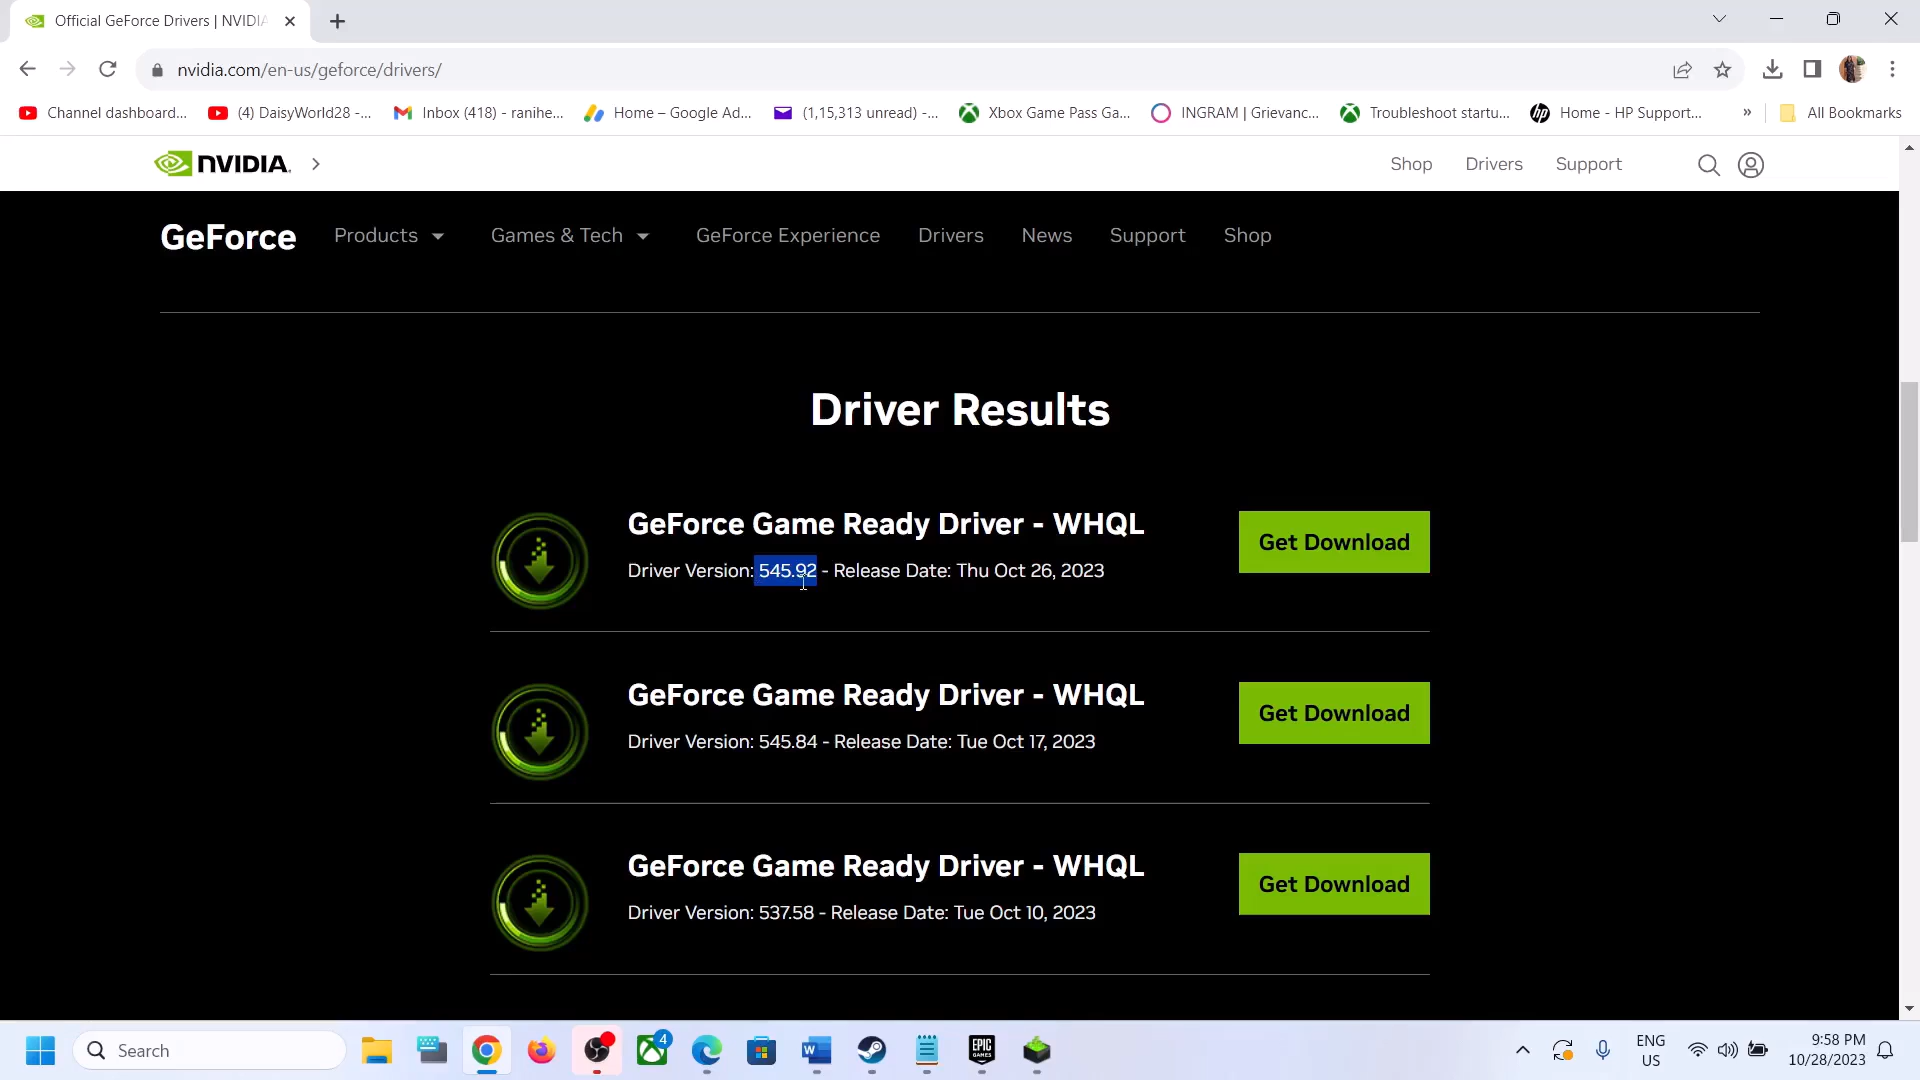 Official GeForce Drivers | NVIDIA
nvidia.com/en-us/geforce/drivers/
Channel dashboard...
(4) DaisyWorld28 -...
Inbox (418) - ranihe...
Home – Google Ad...
(1,15,313 unread) -...
Xbox Game Pass Ga...
INGRAM | Grievanc...
Troubleshoot startu...
Home - HP Support...
»
All Bookmarks
NVIDIA.
Shop
Drivers
Support
GeForce
Products
Games & Tech
GeForce Experience
Drivers
News
Support
Shop
Driver Results
GeForce Game Ready Driver - WHQL
Driver Version: 545.92 - Release Date: Thu Oct 26, 2023
Get Download
GeForce Game Ready Driver - WHQL
Driver Version: 545.84 - Release Date: Tue Oct 17, 2023
Get Download
GeForce Game Ready Driver - WHQL
Driver Version: 537.58 - Release Date: Tue Oct 10, 2023
Get Download
Search
4
W
EPIC
GAMES
ENG
US
9:58 PM
10/28/2023